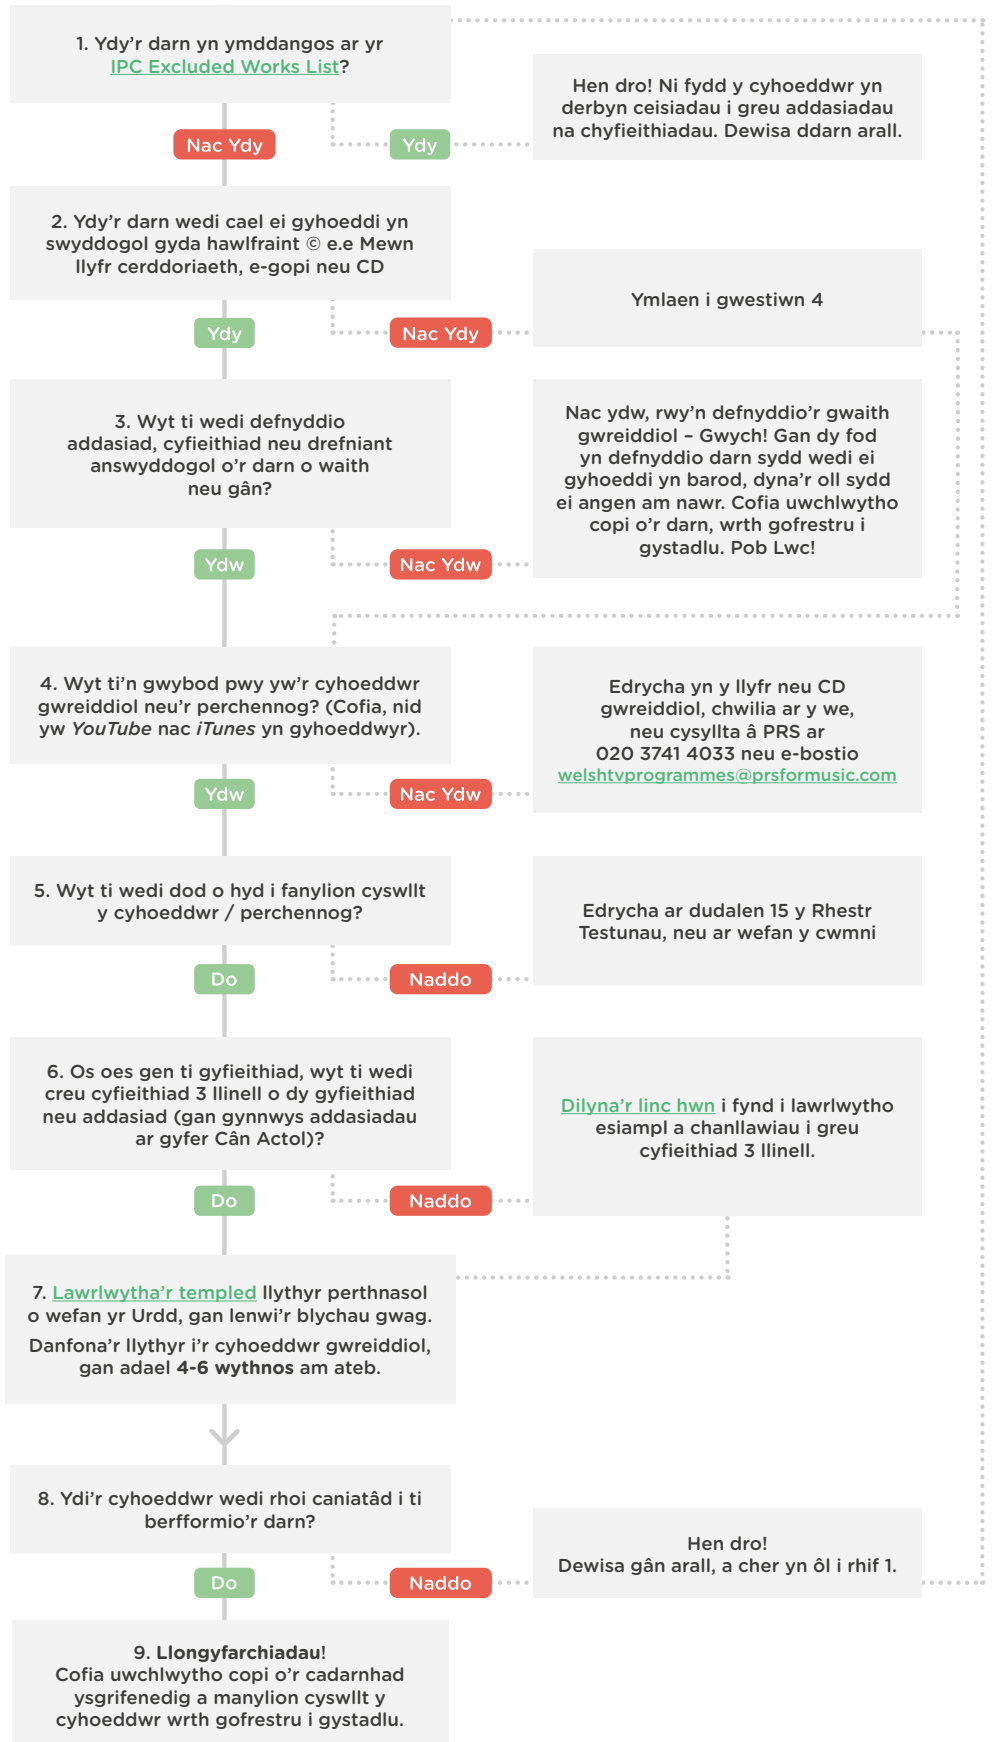 1. Ydy'r darn yn ymddangos ar yr
IPC Excluded Works List?
Hen dro! Ni fydd y cyhoeddwr yn
derbyn ceisiadau i greu addasiadau
na chyfieithiadau. Dewisa ddarn arall.
Nac Ydy
Ydy
2. Ydy'r darn wedi cael ei gyhoeddi yn
swyddogol gyda hawlfraint © e.e Mewn
llyfr cerddoriaeth, e-gopi neu CD
Ymlaen i gwestiwn 4
Ydy
Nac Ydy
3. Wyt ti wedi defnyddio
addasiad, cyfieithiad neu drefniant
answyddogol o'r darn o waith
neu gân?
Nac ydw, rwy'n defnyddio'r gwaith
gwreiddiol – Gwych! Gan dy fod
yn defnyddio darn sydd wedi ei
gyhoeddi yn barod, dyna'r oll sydd
ei angen am nawr. Cofia uwchlwytho
copi o'r darn, wrth gofrestru i
gystadlu. Pob Lwc!
Ydw
Nac Ydw
4. Wyt ti'n gwybod pwy yw'r cyhoeddwr
gwreiddiol neu'r perchennog? (Cofia, nid
yw YouTube nac iTunes yn gyhoeddwyr).
Edrycha yn y llyfr neu CD
gwreiddiol, chwilia ar y we,
neu cysyllta â PRS ar
020 3741 4033 neu e-bostio
welshtvprogrammes@prsformusic.com
Ydw
Nac Ydw
5. Wyt ti wedi dod o hyd i fanylion cyswllt
y cyhoeddwr / perchennog?
Edrycha ar dudalen 15 y Rhestr
Testunau, neu ar wefan y cwmni
Do
Naddo
6. Os oes gen ti gyfieithiad, wyt ti wedi
creu cyfieithiad 3 llinell o dy gyfieithiad
neu addasiad (gan gynnwys addasiadau
ar gyfer Cân Actol)?
Dilyna'r linc hwn i fynd i lawrlwytho
esiampl a chanllawiau i greu
cyfieithiad 3 llinell.
Do
Naddo
7. Lawrlwytha'r templed llythyr perthnasol
o wefan yr Urdd, gan lenwi'r blychau gwag.
Danfona'r llythyr i'r cyhoeddwr gwreiddiol,
gan adael 4-6 wythnos am ateb.
8. Ydi'r cyhoeddwr wedi rhoi caniatâd i ti
berfformio'r darn?
Hen dro!
Dewisa gân arall, a cher yn ôl i rhif 1.
Do
Naddo
9. Llongyfarchiadau!
Cofia uwchlwytho copi o'r cadarnhad
ysgrifenedig a manylion cyswllt y
cyhoeddwr wrth gofrestru i gystadlu.